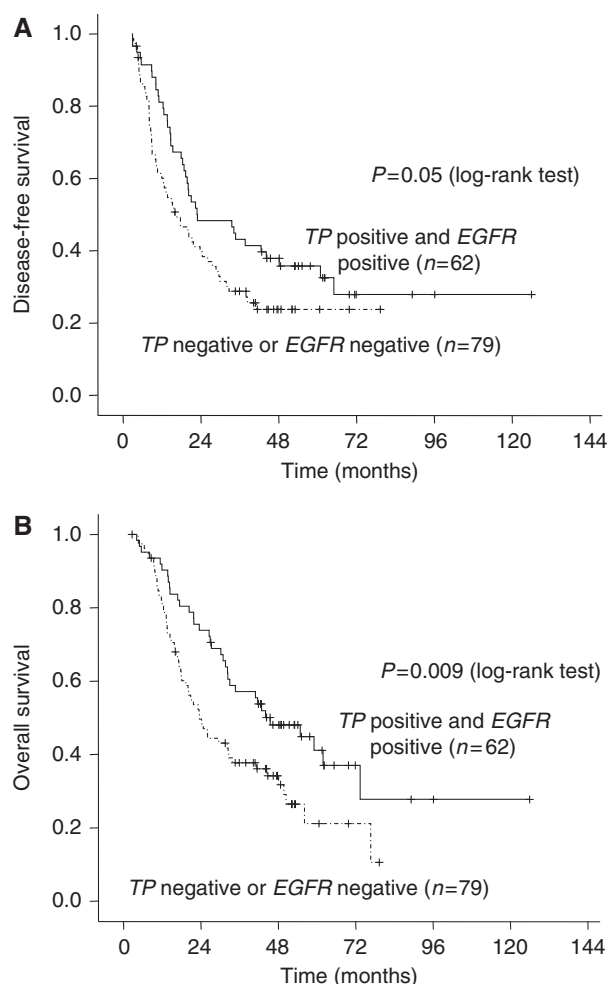 A
1.0
0.8
0.6
0.4
0.2
0.0
Disease-free survival
P=0.05 (log-rank test)
TP positive and EGFR
positive (n=62)
TP negative or EGFR negative (n=79)
0 24 48 72 96 120 144
Time (months)
B
1.0
0.8
0.6
0.4
0.2
0.0
Overall survival
P=0.009 (log-rank test)
TP positive and EGFR
positive (n=62)
TP negative or EGFR negative (n=79)
0 24 48 72 96 120 144
Time (months)